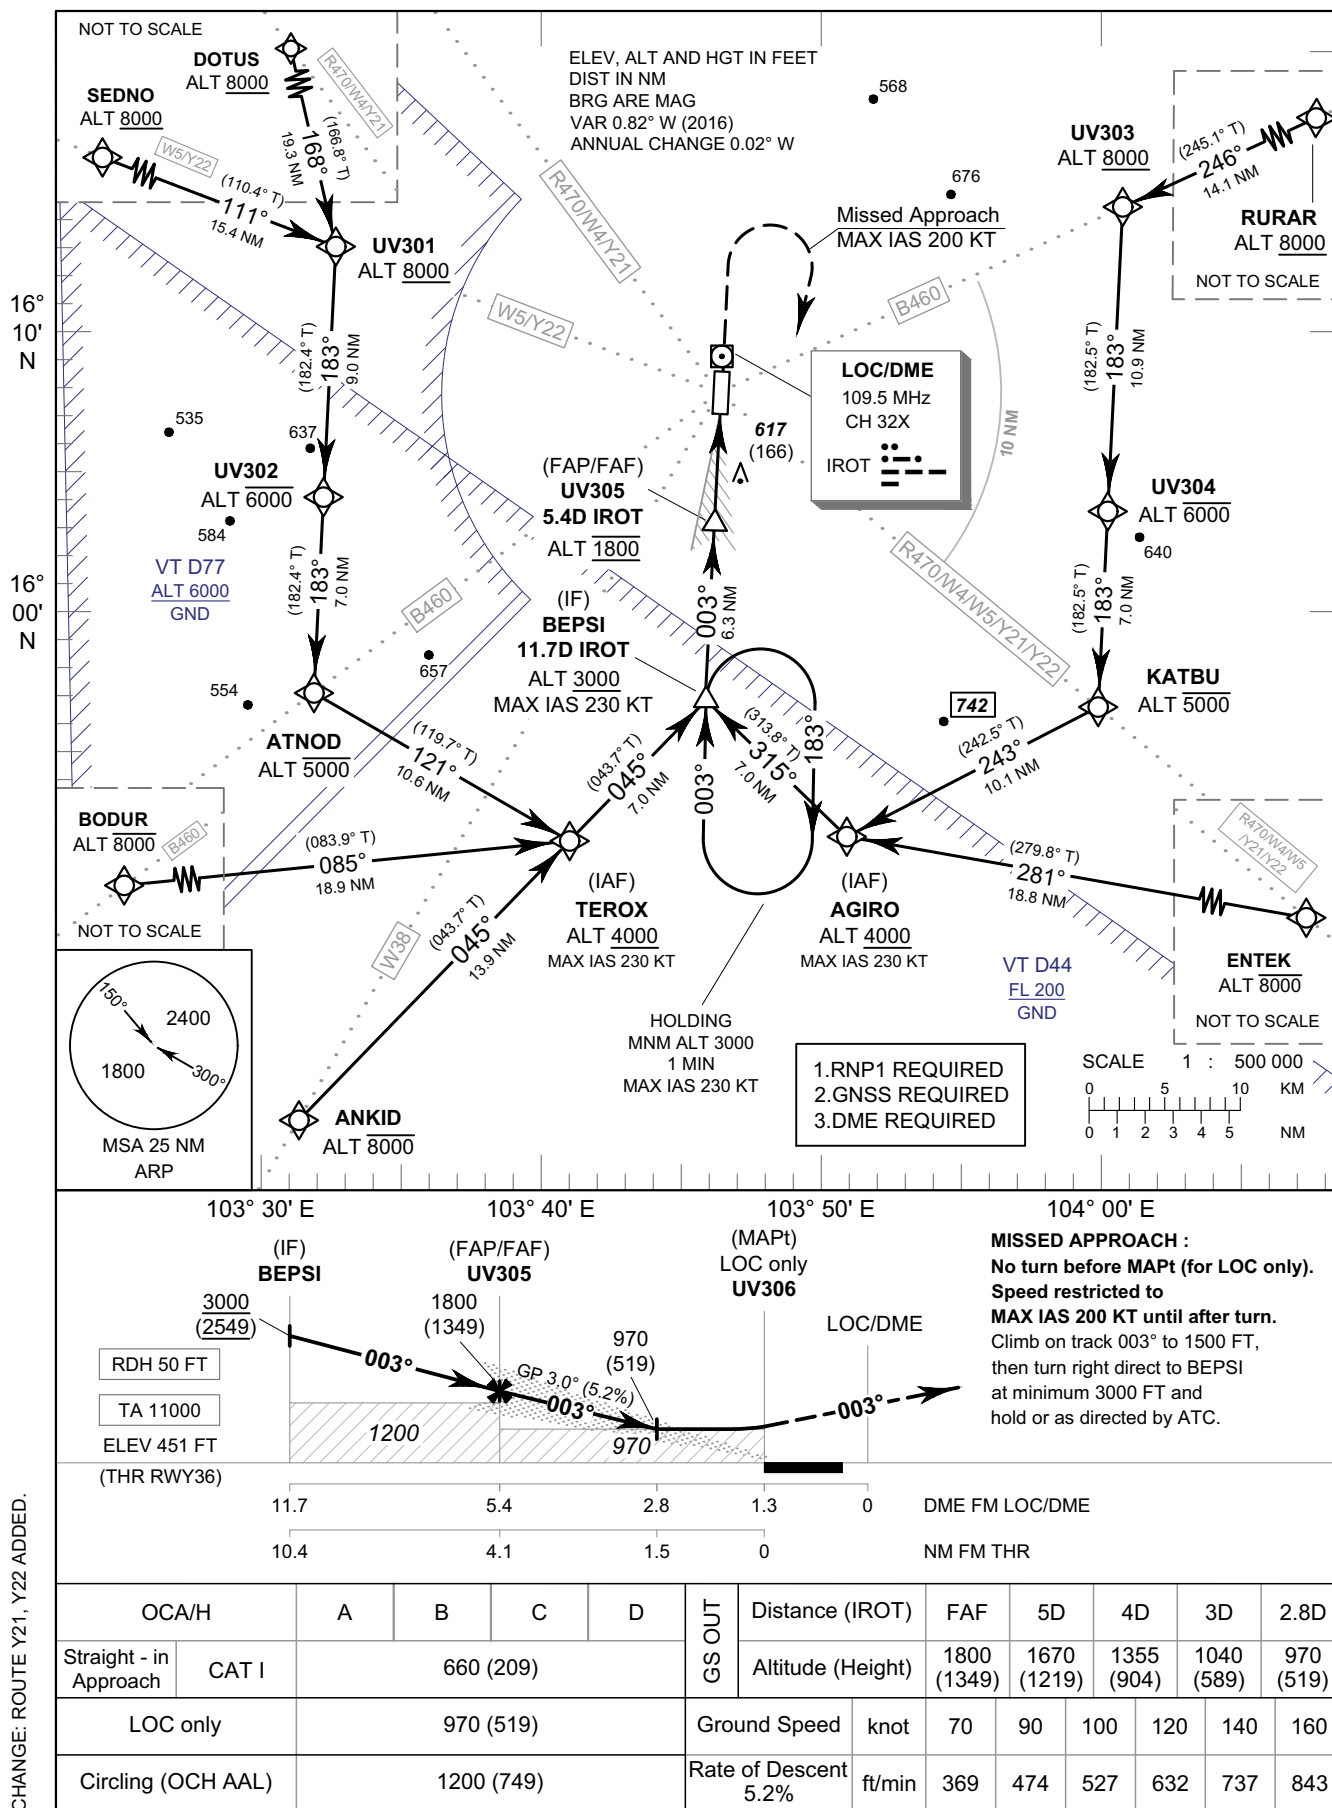 NOT TO SCALE
DOTUS
ALT 8000
SEDNO
ALT 8000
R470/W4/Y21
W5/Y22
(166.8° T)
168°
19.3 NM
(110.4° T)
111°
15.4 NM
UV301
ALT 8000
ELEV, ALT AND HGT IN FEET
DIST IN NM
BRG ARE MAG
VAR 0.82° W (2016)
ANNUAL CHANGE 0.02° W
568
676
R470/W4/Y21
W5/Y22
Missed Approach
MAX IAS 200 KT
B460
UV303
ALT 8000
(245.1° T)
246°
14.1 NM
RURAR
ALT 8000
NOT TO SCALE
16°
10'
N
(182.4° T)
183°
9.0 NM
535
637
UV302
ALT 6000
584
VT D77
ALT 6000
GND
(182.4° T)
183°
7.0 NM
B460
LOC/DME
109.5 MHz
CH 32X
IROT
617
(166)
10 NM
(182.5° T)
183°
10.9 NM
(FAP/FAF)
UV305
5.4D IROT
ALT 1800
UV304
ALT 6000
640
R470/W4/W5/Y21/Y22
(182.5° T)
183°
7.0 NM
16°
00'
N
(IF)
BEPSI
11.7D IROT
ALT 3000
MAX IAS 230 KT
003°
6.3 NM
657
554
ATNOD
ALT 5000
(119.7° T)
121°
10.6 NM
(043.7° T)
045°
7.0 NM
003°
183°
(313.8° T)
315°
7.0 NM
742
KATBU
ALT 5000
(242.5° T)
243°
10.1 NM
BODUR
ALT 8000
B460
NOT TO SCALE
(083.9° T)
085°
18.9 NM
(IAF)
TEROX
ALT 4000
MAX IAS 230 KT
(IAF)
AGIRO
ALT 4000
MAX IAS 230 KT
(279.8° T)
281°
18.8 NM
R470/W4/W5
/Y21/Y22
ENTEK
ALT 8000
NOT TO SCALE
W38
(043.7° T)
045°
13.9 NM
VT D44
FL 200
GND
HOLDING
MNM ALT 3000
1 MIN
MAX IAS 230 KT
150°
2400
1800
300°
MSA 25 NM
ARP
ANKID
ALT 8000
1.RNP1 REQUIRED
2.GNSS REQUIRED
3.DME REQUIRED
SCALE 1 : 500 000
0 5 10 KM
0 1 2 3 4 5 NM
103° 30' E 103° 40' E 103° 50' E 104° 00' E
(IF)
BEPSI
(FAP/FAF)
UV305
(MAPt)
LOC only
UV306
3000
(2549)
1800
(1349)
970
(519)
LOC/DME
003°
GP 3.0° (5.2%)
003°
003°
RDH 50 FT
TA 11000
ELEV 451 FT
(THR RWY36)
1200
970
11.7 5.4 2.8 1.3 0 DME FM LOC/DME
10.4 4.1 1.5 0 NM FM THR
MISSED APPROACH :
No turn before MAPt (for LOC only).
Speed restricted to
MAX IAS 200 KT until after turn.
Climb on track 003° to 1500 FT,
then turn right direct to BEPSI
at minimum 3000 FT and
hold or as directed by ATC.
CHANGE: ROUTE Y21, Y22 ADDED.
OCA/H A B C D
Straight - in
Approach CAT I 660 (209)
LOC only 970 (519)
Circling (OCH AAL) 1200 (749)
GS OUT
Distance (IROT) FAF 5D 4D 3D 2.8D
Altitude (Height) 1800 1670 1355 1040 970
(1349) (1219) (904) (589) (519)
Ground Speed knot 70 90 100 120 140 160
Rate of Descent
5.2% ft/min 369 474 527 632 737 843